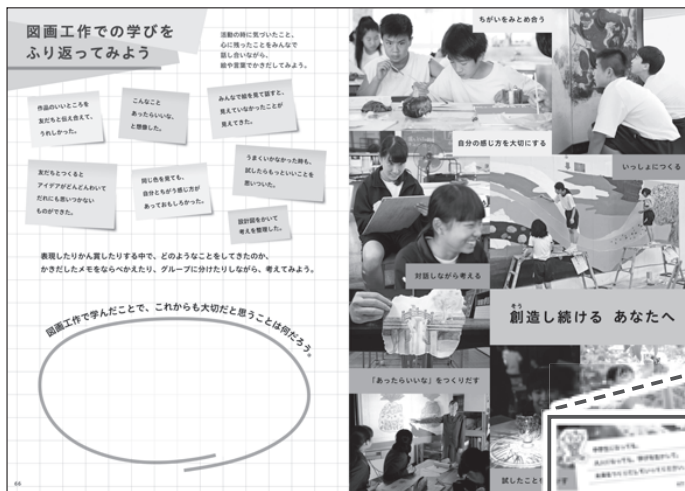 図画工作での学びを
ふり返ってみよう
活動の時に気づいたこと、
心に残ったことをみんなで
話し合いながら、
絵や言葉でかきだしてみよう。
作品のいいところを
友だちと伝え合えて、
うれしかった。
こんなこと
あったらいいな、
と想像した。
みんなで絵を見て話すと、
見えていなかったことが
見えてきた。
友だちとつくると
アイデアがどんどんわいて
だれにも思いつかない
ものができた。
同じ色を見ても、
自分とちがう感じ方が
あっておもしろかった。
うまくいかなかった時も、
試したらもっといいことを
思いついた。
設計図をかいて
考えを整理した。
表現したりかん賞したりする中で、どのようなことをしてきたのか、
かきだしたメモをならべかえたり、グループに分けたりしながら、考えてみよう。
図画工作で学んだことで、これからも大切だと思うことは何だろう。
66
ちがいをみとめ合う
自分の感じ方を大切にする
いっしょにつくる
対話しながら考える
そう
創造し続ける あなたへ
「あったらいいな」をつくりだす
試したこと